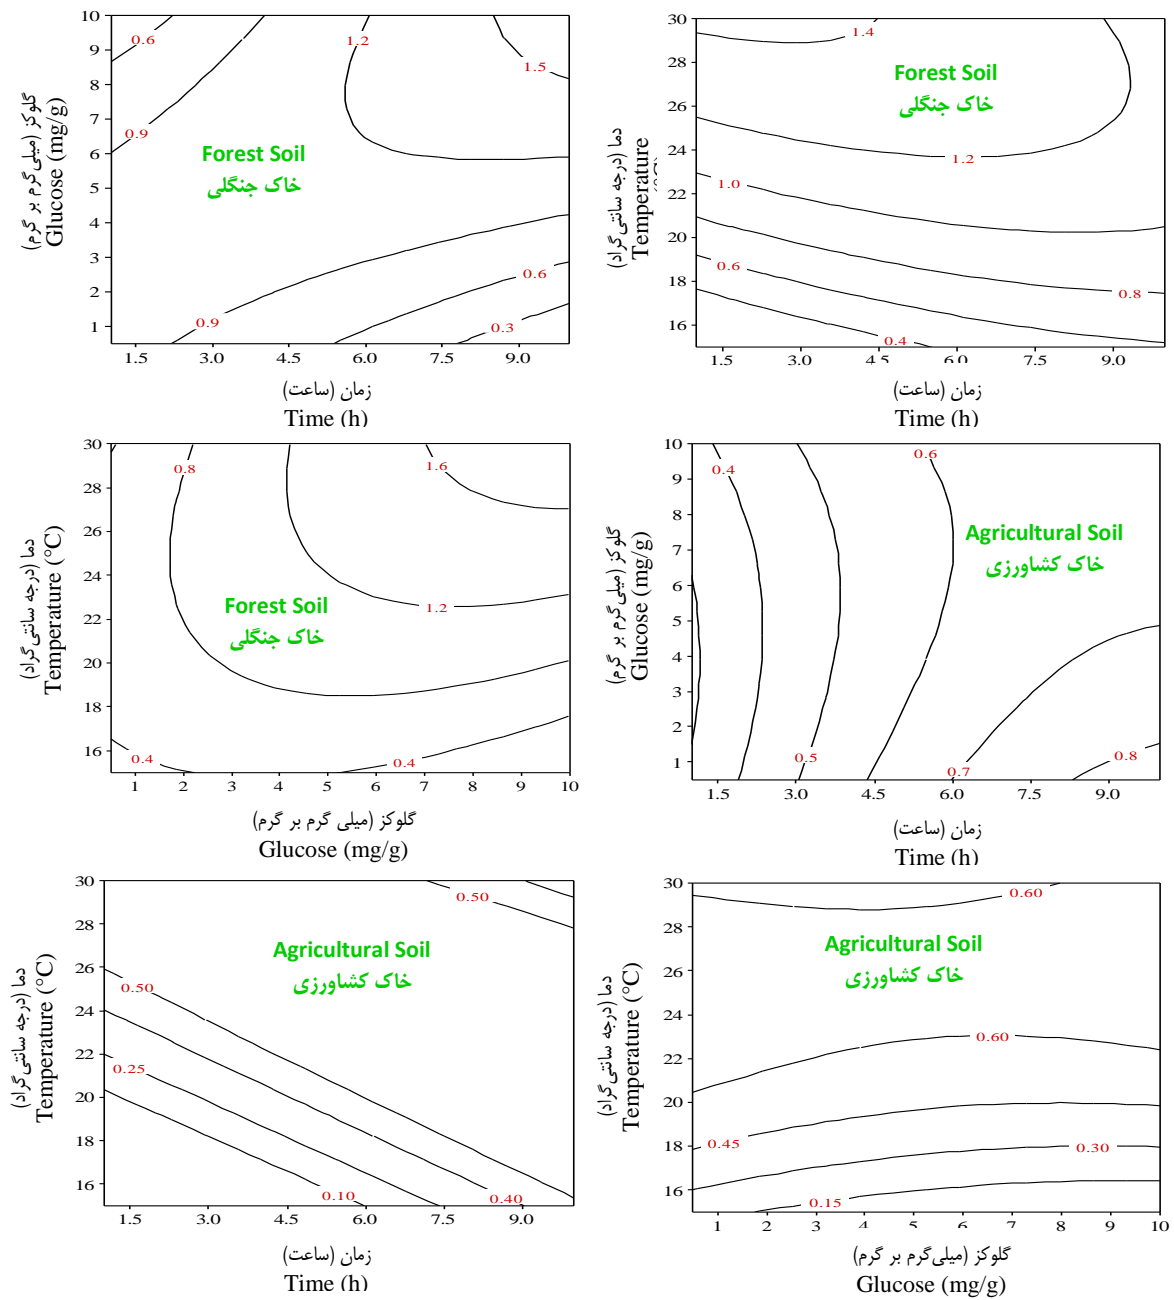 گلوکز (میلی گرم بر گرم)
Glucose (mg/g)
10
9
8
7
6
5
4
3
2
1
0.6
1.2
1.5
0.9
Forest Soil
خاک جنگلی
0.6
0.9
0.3
1.5 3.0 4.5 6.0 7.5 9.0
زمان (ساعت)
Time (h)
دما (درجه سانتی گراد)
Temperature
30
28
26
24
22
20
18
16
1.4
Forest Soil
خاک جنگلی
1.2
1.0
0.6
0.8
0.4
1.5 3.0 4.5 6.0 7.5 9.0
زمان (ساعت)
Time (h)
دما (درجه سانتی گراد)
Temperature (°C)
30
28
26
24
22
20
18
16
0.8
1.6
Forest Soil
خاک جنگلی
1.2
0.4
0.4
1 2 3 4 5 6 7 8 9 10
گلوکز (میلی گرم بر گرم)
Glucose (mg/g)
گلوکز (میلی گرم بر گرم)
Glucose (mg/g)
10
9
8
7
6
5
4
3
2
1
0.4
0.6
Agricultural Soil
خاک کشاورزی
0.5
0.7
0.8
1.5 3.0 4.5 6.0 7.5 9.0
زمان (ساعت)
Time (h)
دما (درجه سانتی گراد)
Temperature (°C)
30
28
26
24
22
20
18
16
0.50
Agricultural Soil
خاک کشاورزی
0.50
0.25
0.10
0.40
1.5 3.0 4.5 6.0 7.5 9.0
زمان (ساعت)
Time (h)
دما (درجه سانتی گراد)
Temperature (°C)
30
28
26
24
22
20
18
16
0.60
Agricultural Soil
خاک کشاورزی
0.60
0.45
0.30
0.15
1 2 3 4 5 6 7 8 9 10
گلوکز (میلی گرم بر گرم)
Glucose (mg/g)